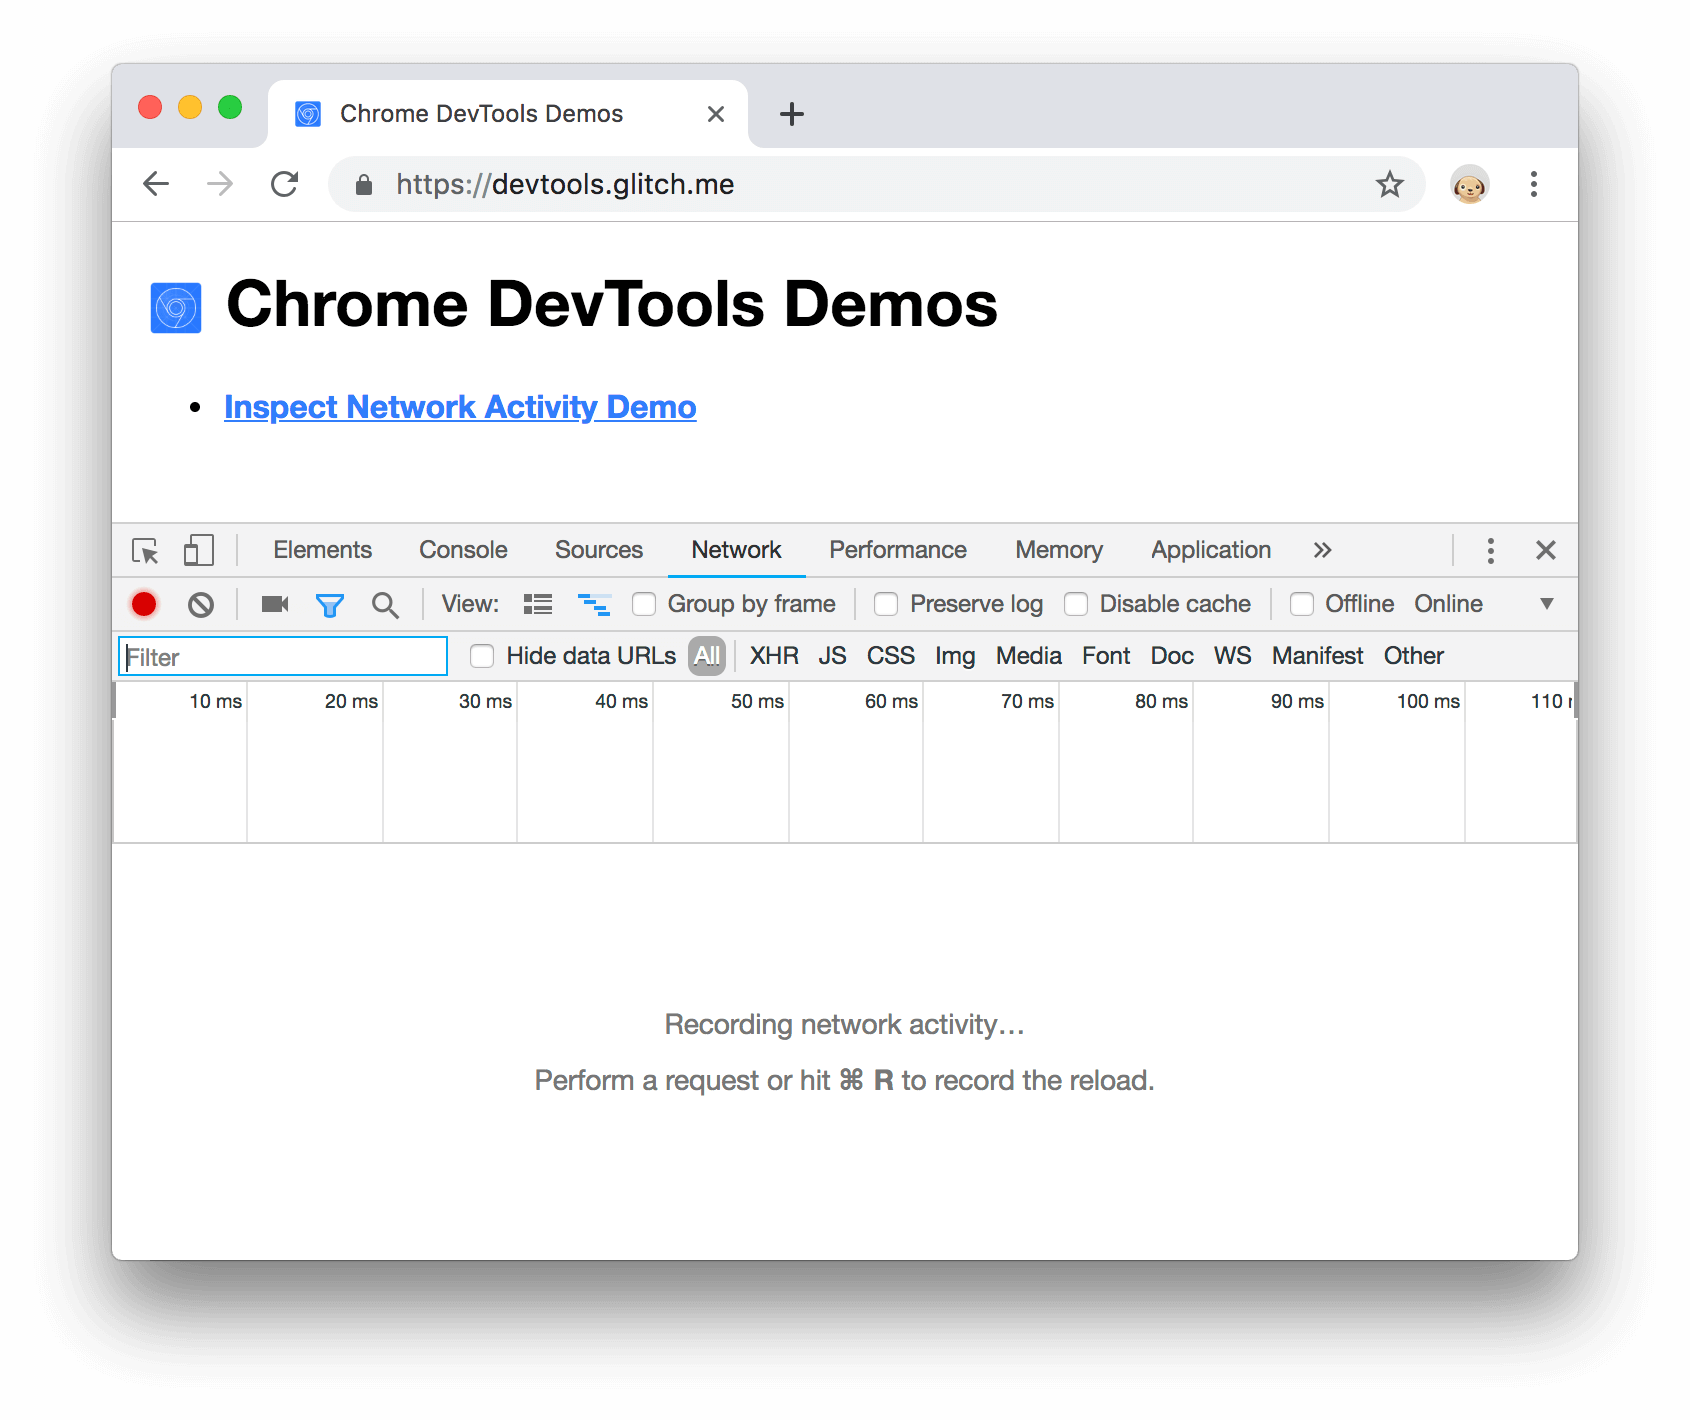 Chrome DevTools Demos
https://devtools.glitch.me
Chrome DevTools Demos
• Inspect Network Activity Demo
Elements Console Sources Network Performance Memory Application »
View: Group by frame Preserve log Disable cache Offline Online
Filter Hide data URLs All XHR JS CSS Img Media Font Doc WS Manifest Other
10 ms 20 ms 30 ms 40 ms 50 ms 60 ms 70 ms 80 ms 90 ms 100 ms 110
Recording network activity…
Perform a request or hit ⌘ R to record the reload.